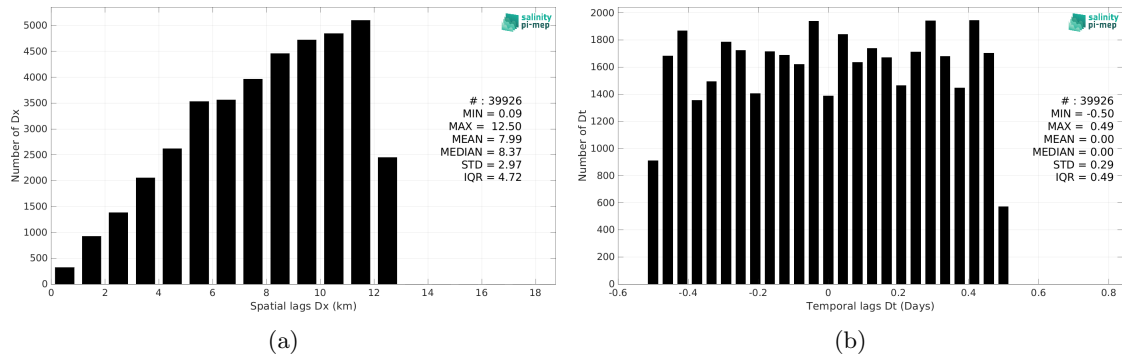 5000
4500
4000
3500
3000
2500
2000
1500
1000
500
0
0 2 4 6 8 10 12 14 16 18
Number of Dx
Spatial lags Dx (km)
salinity
pi-mep
# : 39926
MIN = 0.09
MAX = 12.50
MEAN = 7.99
MEDIAN = 8.37
STD = 2.97
IQR = 4.72
(a)
2000
1800
1600
1400
1200
1000
800
600
400
200
0
-0.6 -0.4 -0.2 0 0.2 0.4 0.6 0.8
Number of Dt
Temporal lags Dt (Days)
salinity
pi-mep
# : 39926
MIN = -0.50
MAX = 0.49
MEAN = 0.00
MEDIAN = 0.00
STD = 0.29
IQR = 0.49
(b)